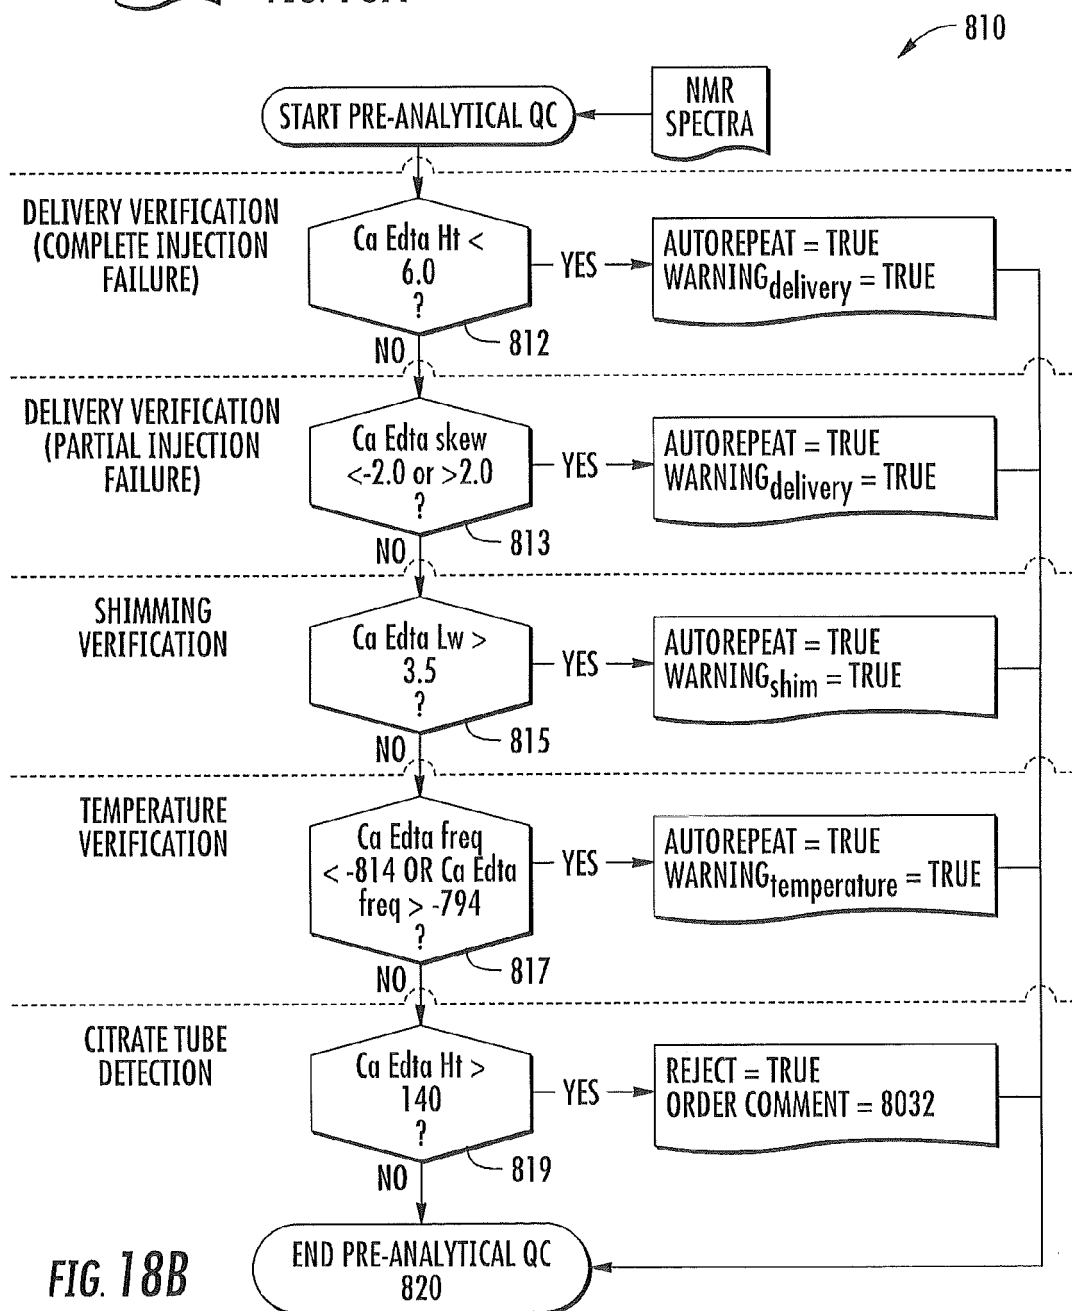 810
START PRE-ANALYTICAL QC
NMR
SPECTRA
DELIVERY VERIFICATION
(COMPLETE INJECTION
FAILURE)
Ca Edta Ht <
6.0
?
YES
AUTOREPEAT = TRUE
WARNINGdelivery = TRUE
812
NO
DELIVERY VERIFICATION
(PARTIAL INJECTION
FAILURE)
Ca Edta skew
<-2.0 or >2.0
?
YES
AUTOREPEAT = TRUE
WARNINGdelivery = TRUE
813
NO
SHIMMING
VERIFICATION
Ca Edta Lw >
3.5
?
YES
AUTOREPEAT = TRUE
WARNINGshim = TRUE
815
NO
TEMPERATURE
VERIFICATION
Ca Edta freq
< -814 OR Ca Edta
freq > -794
?
YES
AUTOREPEAT = TRUE
WARNINGtemperature = TRUE
817
NO
CITRATE TUBE
DETECTION
Ca Edta Ht >
140
?
YES
REJECT = TRUE
ORDER COMMENT = 8032
819
NO
END PRE-ANALYTICAL QC
820
FIG. 18B